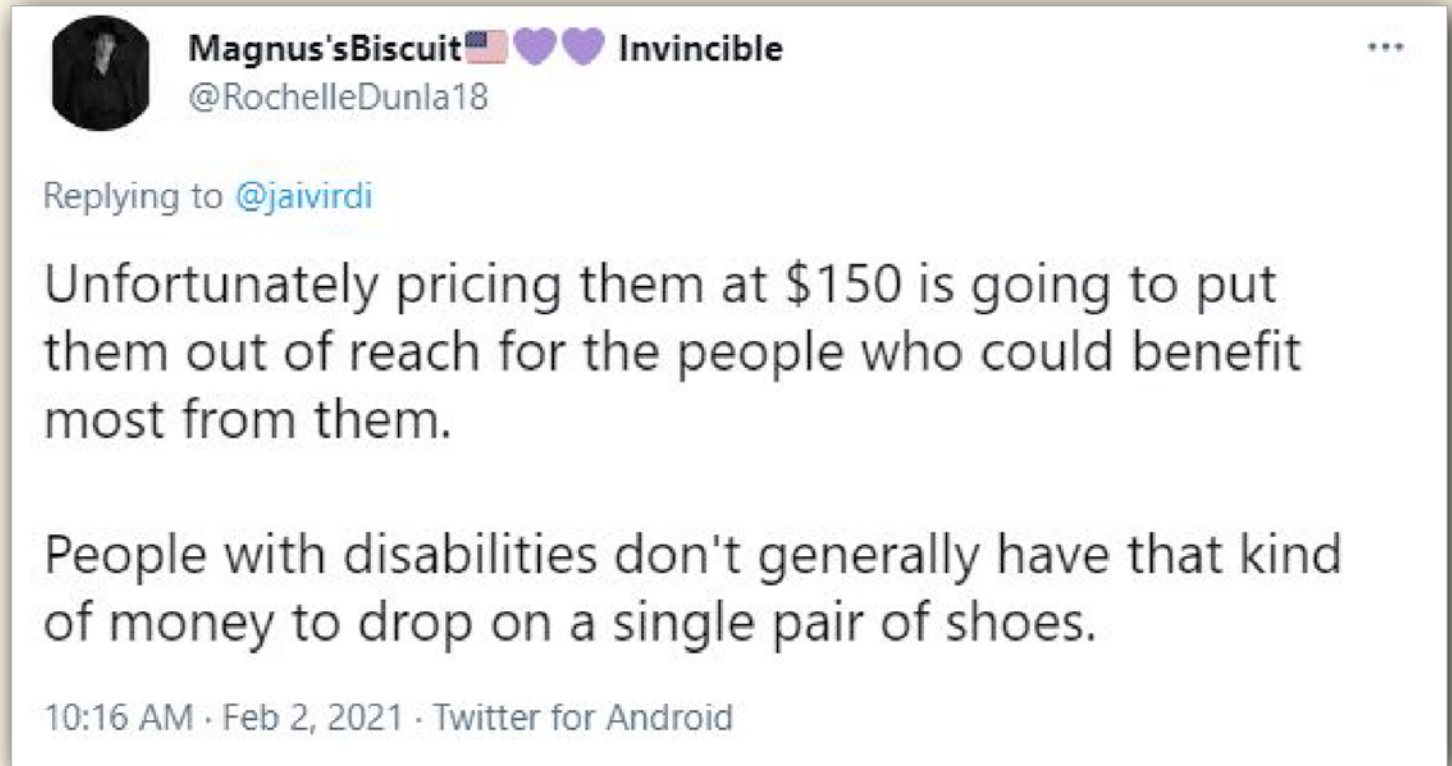 Magnus'sBiscuit🇺🇸💜💜 Invincible
@RochelleDunla18
Replying to @jaivirdi
Unfortunately pricing them at $150 is going to put
them out of reach for the people who could benefit
most from them.
People with disabilities don't generally have that kind
of money to drop on a single pair of shoes.
10:16 AM · Feb 2, 2021 · Twitter for Android